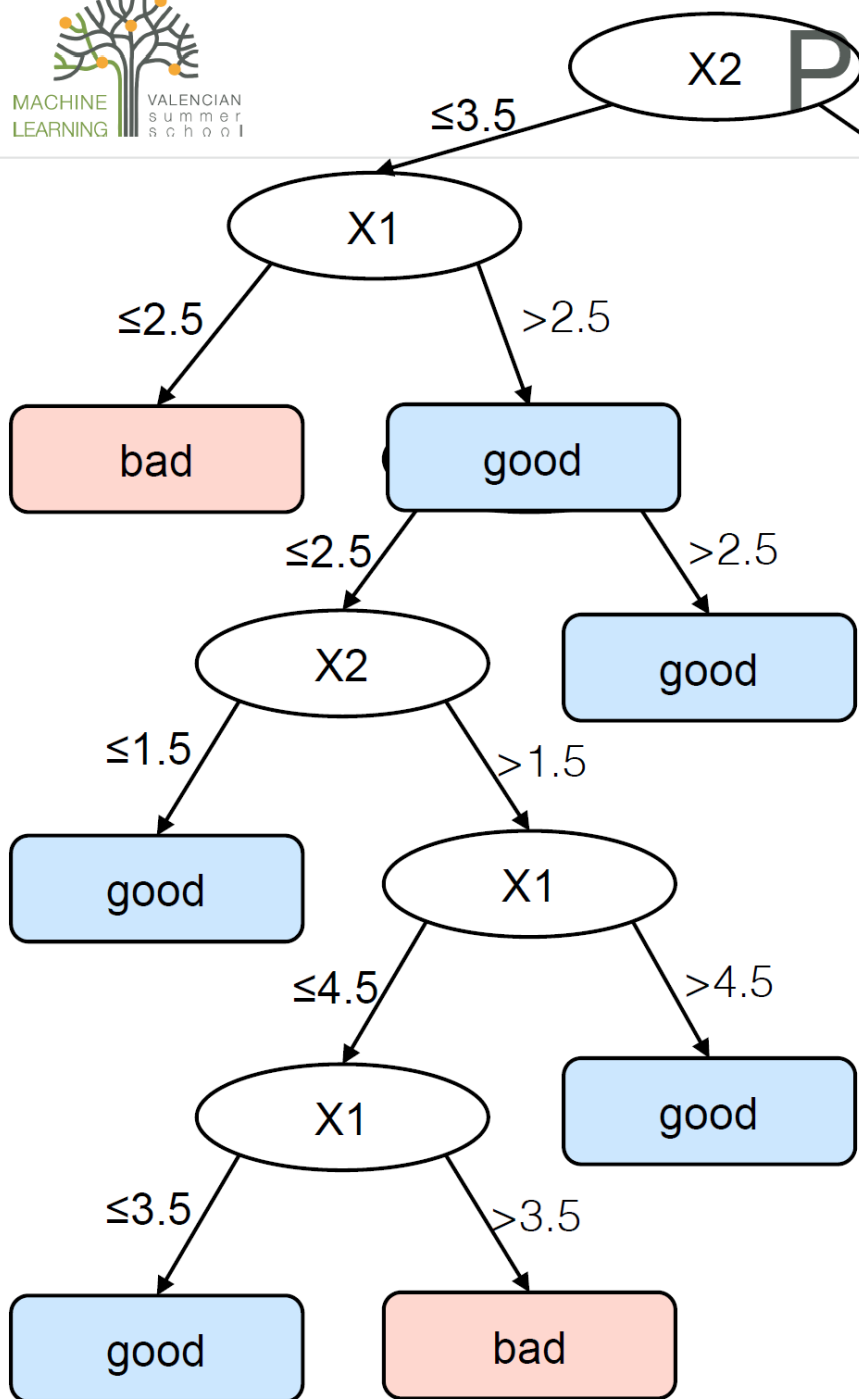 X2
P
MACHINE
LEARNING
VALENCIAN
summer
school
≤3.5
X1
≤2.5
>2.5
bad
good
≤2.5
>2.5
X2
good
≤1.5
>1.5
good
X1
≤4.5
>4.5
X1
good
≤3.5
>3.5
good
bad